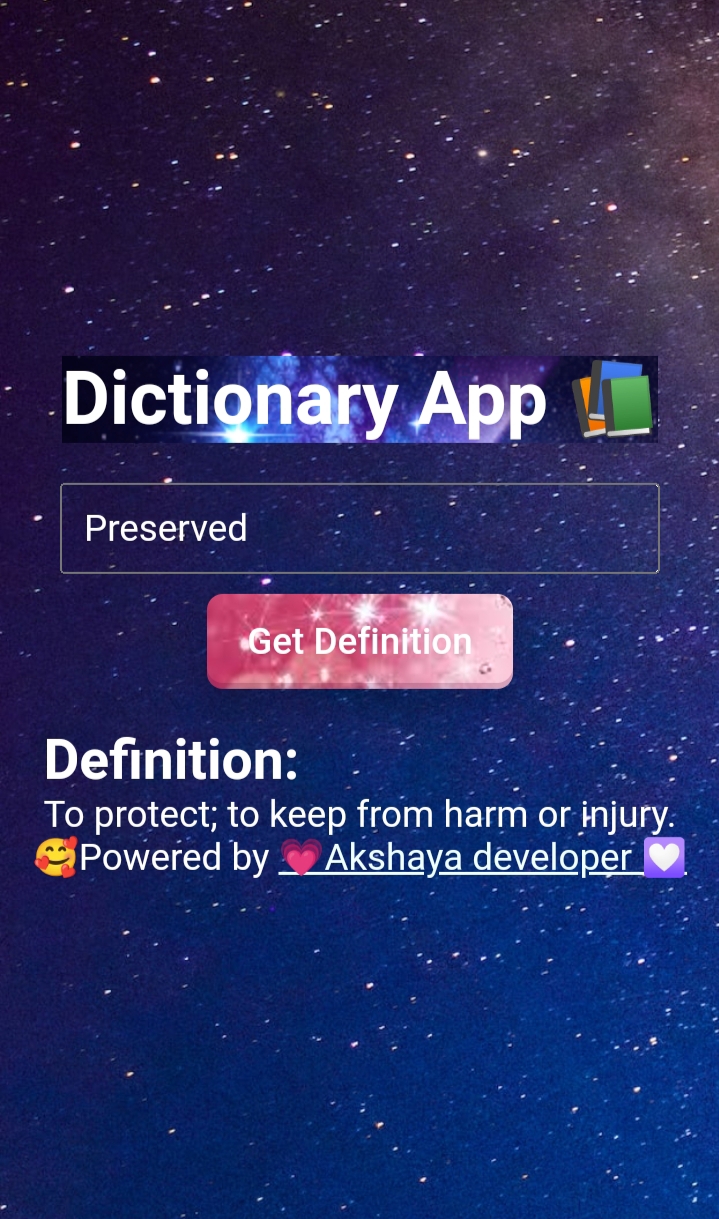 Dictionary App 📚
Preserved
Get Definition
Definition:
To protect; to keep from harm or injury.
🥰Powered by 💗Akshaya developer 💟.